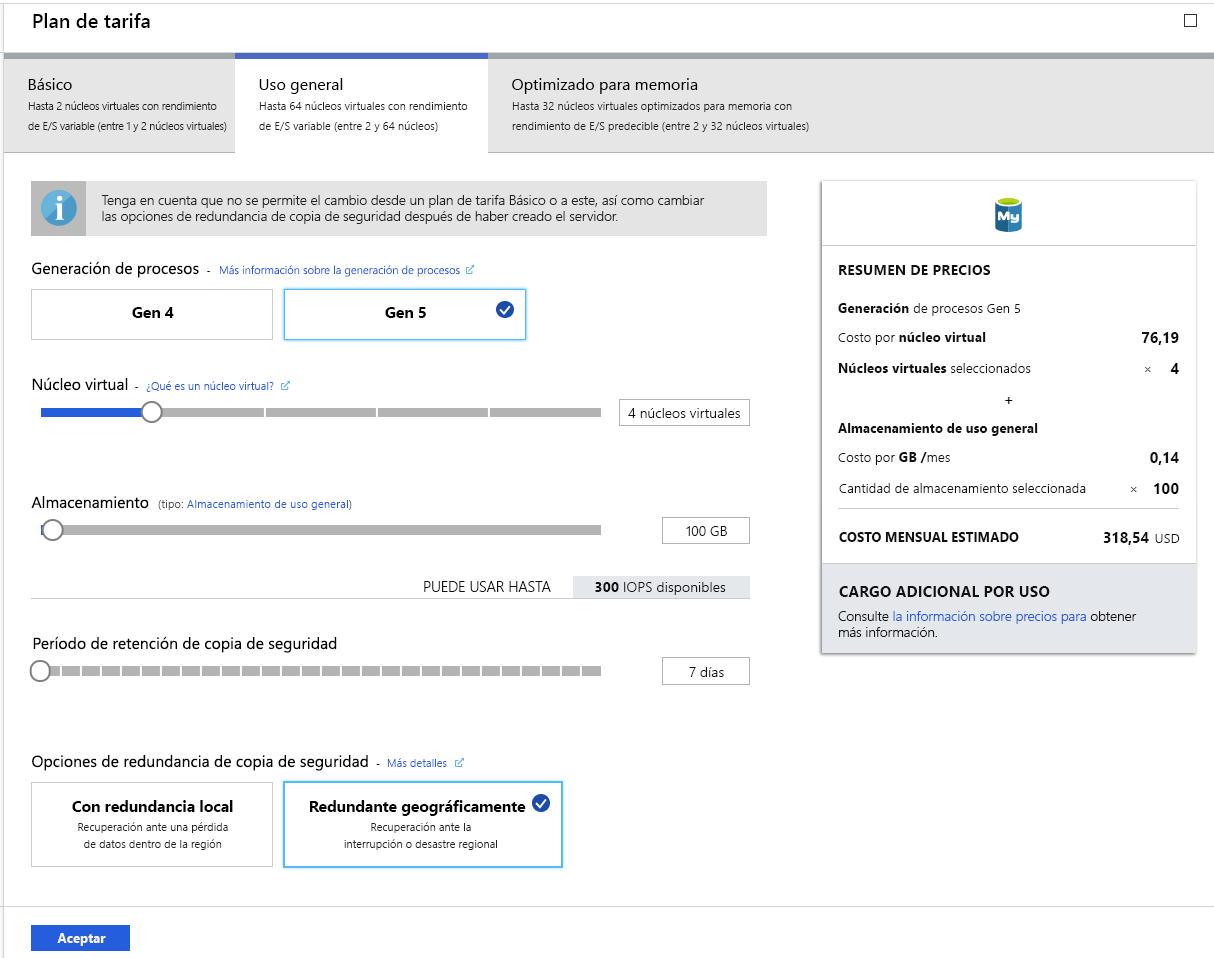 Plan de tarifa
Básico
Hasta 2 núcleos virtuales con rendimiento
de E/S variable (entre 1 y 2 núcleos virtuales)
Uso general
Hasta 64 núcleos virtuales con rendimiento
de E/S variable (entre 2 y 64 núcleos)
Optimizado para memoria
Hasta 32 núcleos virtuales optimizados para memoria con
rendimiento de E/S predecible (entre 2 y 32 núcleos virtuales)
i
Tenga en cuenta que no se permite el cambio desde un plan de tarifa Básico o a este, así como cambiar
las opciones de redundancia de copia de seguridad después de haber creado el servidor.
Generación de procesos - Más información sobre la generación de procesos
Gen 4
Gen 5
Núcleo virtual - ¿Qué es un núcleo virtual?
4 núcleos virtuales
Almacenamiento (tipo: Almacenamiento de uso general)
100 GB
PUEDE USAR HASTA 300 IOPS disponibles
Período de retención de copia de seguridad
7 días
Opciones de redundancia de copia de seguridad - Más detalles
Con redundancia local
Recuperación ante una pérdida
de datos dentro de la región
Redundante geográficamente
Recuperación ante la
interrupción o desastre regional
Aceptar
My
RESUMEN DE PRECIOS
Generación de procesos Gen 5
Costo por núcleo virtual 76,19
Núcleos virtuales seleccionados × 4
+
Almacenamiento de uso general
Costo por GB /mes 0,14
Cantidad de almacenamiento seleccionada × 100
COSTO MENSUAL ESTIMADO 318,54 USD
CARGO ADICIONAL POR USO
Consulte la información sobre precios para obtener
más información.